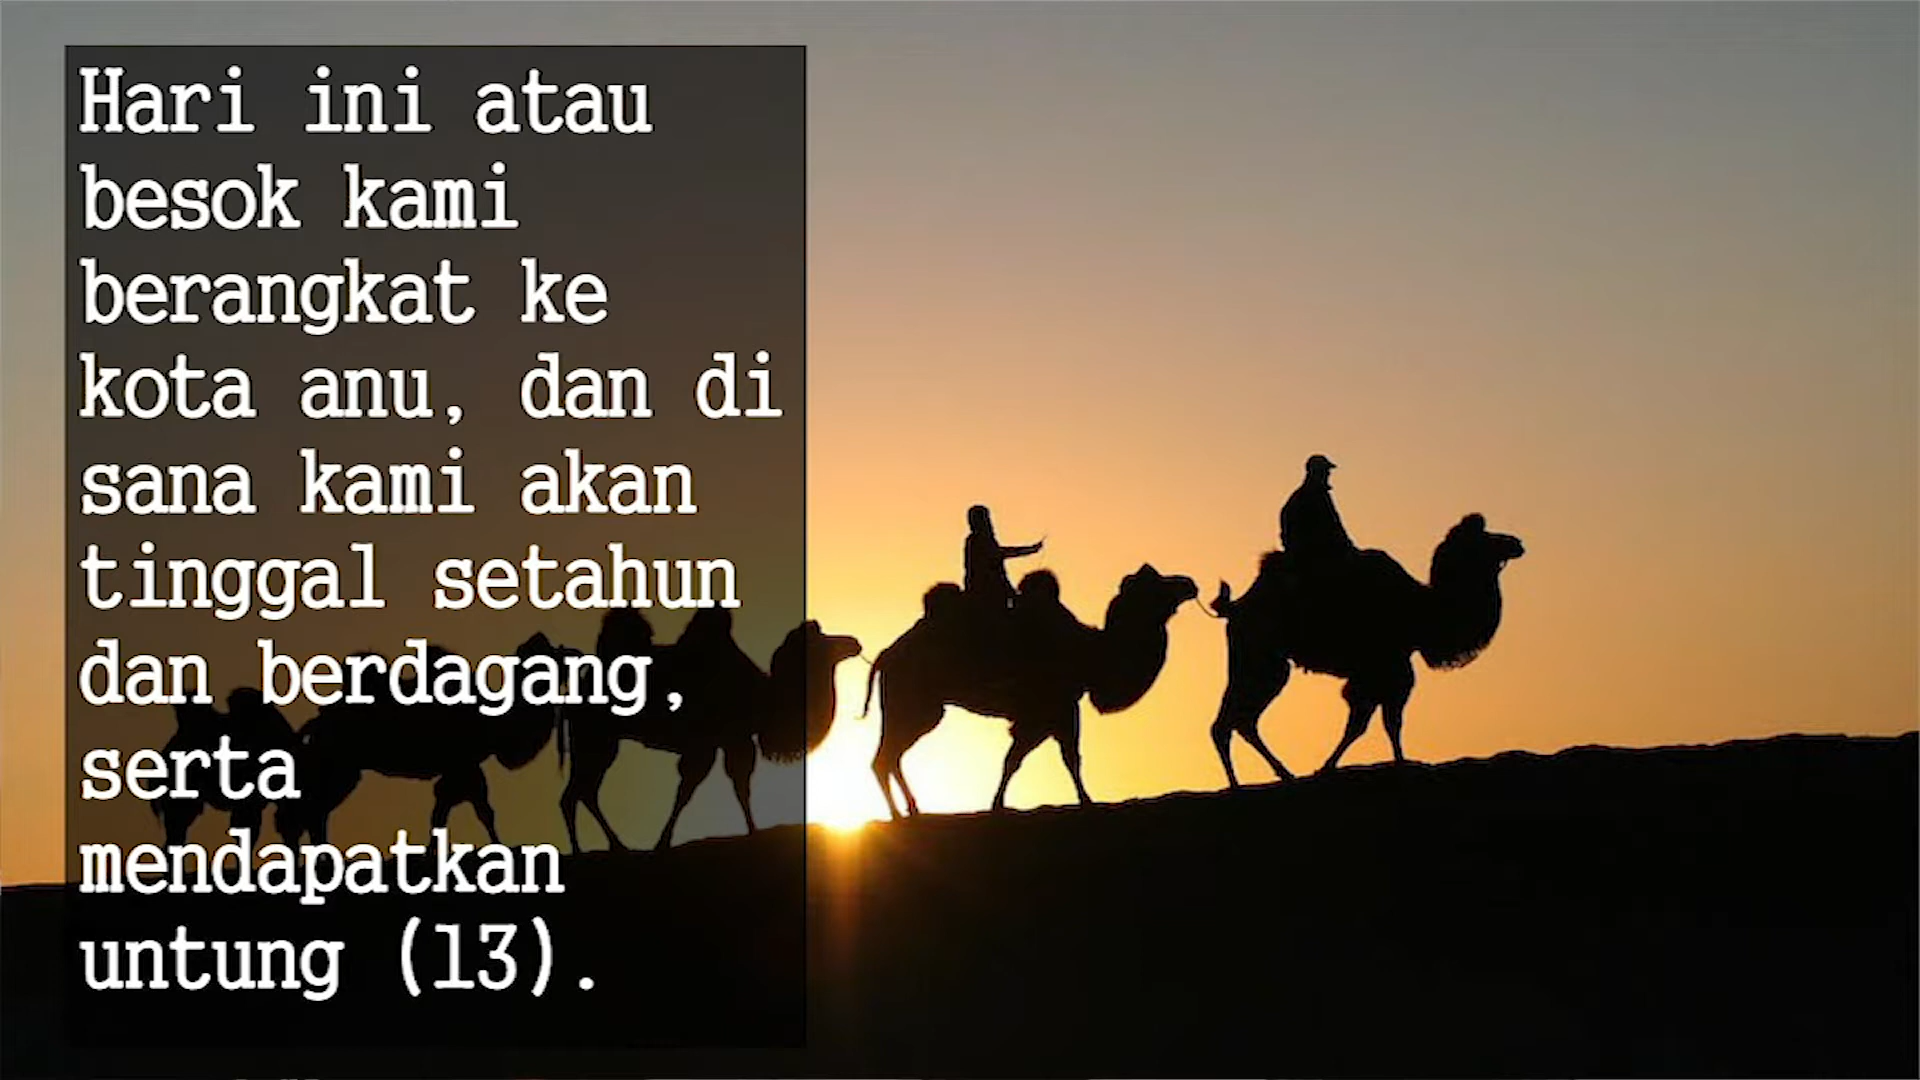 Hari ini atau
besok kami
berangkat ke
kota anu, dan di
sana kami akan
tinggal setahun
dan berdagang,
serta
mendapatkan
untung (13).